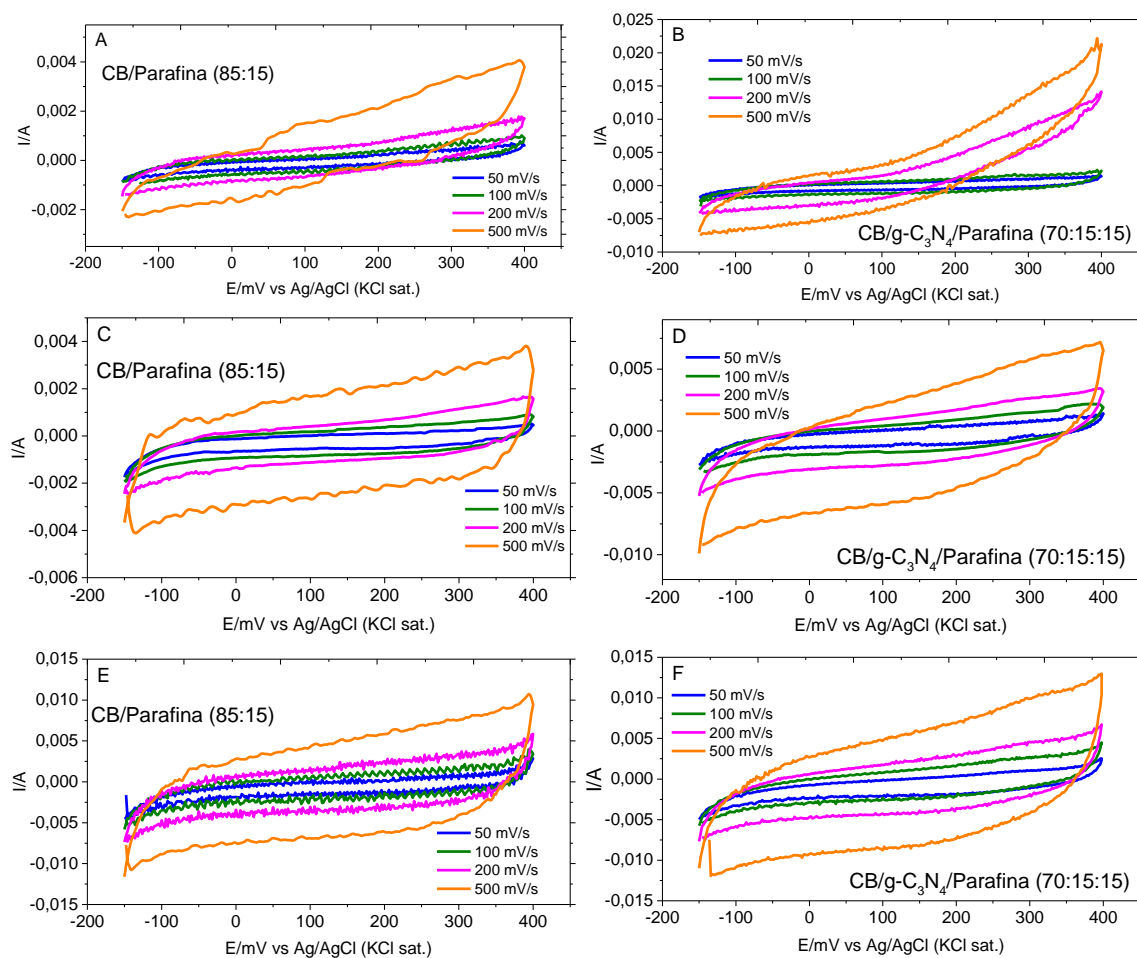 A
CB/Parafina (85:15)
0,004
0,002
0,000
-0,002
I/A
50 mV/s
100 mV/s
200 mV/s
500 mV/s
-200 -100 0 100 200 300 400
E/mV vs Ag/AgCl (KCl sat.)
B
0,025
0,020
0,015
0,010
0,005
0,000
-0,005
-0,010
I/A
50 mV/s
100 mV/s
200 mV/s
500 mV/s
CB/g-C₃N₄/Parafina (70:15:15)
-200 -100 0 100 200 300 400
E/mV vs Ag/AgCl (KCl sat.)
C
CB/Parafina (85:15)
0,004
0,002
0,000
-0,002
-0,004
-0,006
I/A
50 mV/s
100 mV/s
200 mV/s
500 mV/s
-200 -100 0 100 200 300 400
E/mV vs Ag/AgCl (KCl sat.)
D
0,005
0,000
-0,005
-0,010
I/A
50 mV/s
100 mV/s
200 mV/s
500 mV/s
CB/g-C₃N₄/Parafina (70:15:15)
-200 -100 0 100 200 300 400
E/mV vs Ag/AgCl (KCl sat.)
E
CB/Parafina (85:15)
0,015
0,010
0,005
0,000
-0,005
-0,010
-0,015
I/A
50 mV/s
100 mV/s
200 mV/s
500 mV/s
-200 -100 0 100 200 300 400
E/mV vs Ag/AgCl (KCl sat.)
F
0,015
0,010
0,005
0,000
-0,005
-0,010
-0,015
I/A
50 mV/s
100 mV/s
200 mV/s
500 mV/s
CB/g-C₃N₄/Parafina (70:15:15)
-200 -100 0 100 200 300 400
E/mV vs Ag/AgCl (KCl sat.)